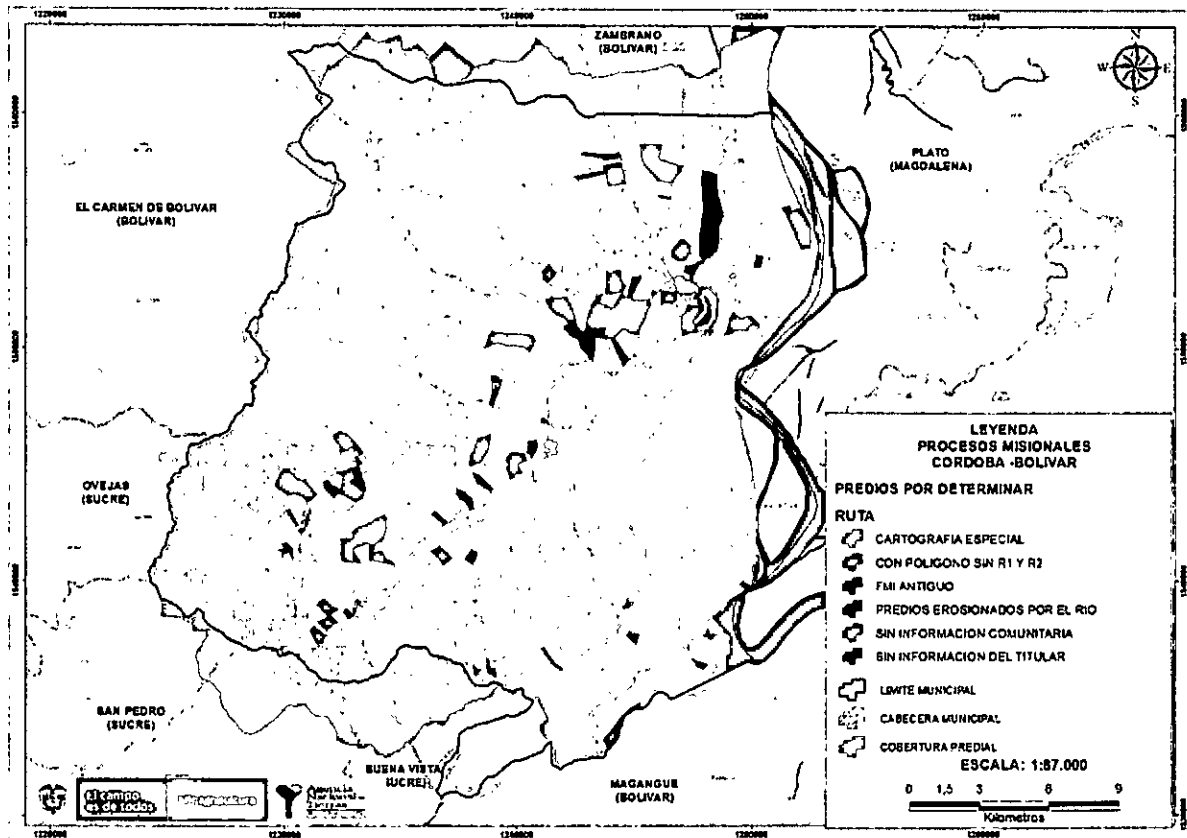 1220000 1230000 1240000
ZAMBRANO
(BOLIVAR)
N
W E
S
PLATO
(MAGDALENA)
EL CARMEN DE BOLIVAR
(BOLIVAR)
OVEJAS
(SUCRE)
SAN PEDRO
(SUCRE)
BUENA VISTA
MAGANGUE
(BOLIVAR)
LEYENDA
PROCESOS MISIONALES
CORDOBA -BOLIVAR
PREDIOS POR DETERMINAR
RUTA
CARTOGRAFIA ESPECIAL
CON POLIGONO SIN R1 Y R2
FMI ANTIGUO
PREDIOS EROSIONADOS POR EL RIO
SIN INFORMACION COMUNITARIA
SIN INFORMACION DEL TITULAR
LIMITE MUNICIPAL
CABECERA MUNICIPAL
COBERTURA PREDIAL
ESCALA: 1:87.000
0 1,5 3 6 9
Kilometros
El campo
es de todos